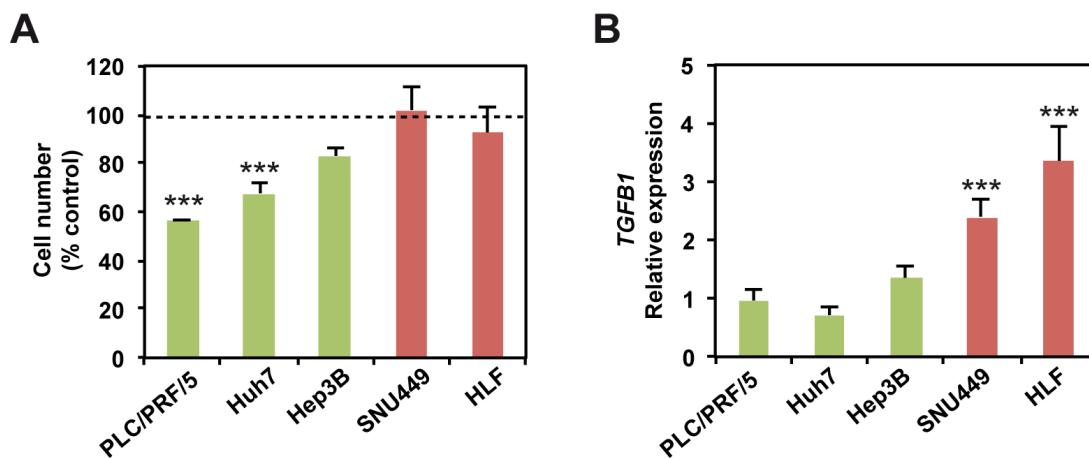 A
Cell number
(% control)
120
100
80
60
40
20
0
***
***
PLC/PRF/5
Huh7
Hep3B
SNU449
HLF
B
TGFB1
Relative expression
5
4
3
2
1
0
***
***
PLC/PRF/5
Huh7
Hep3B
SNU449
HLF